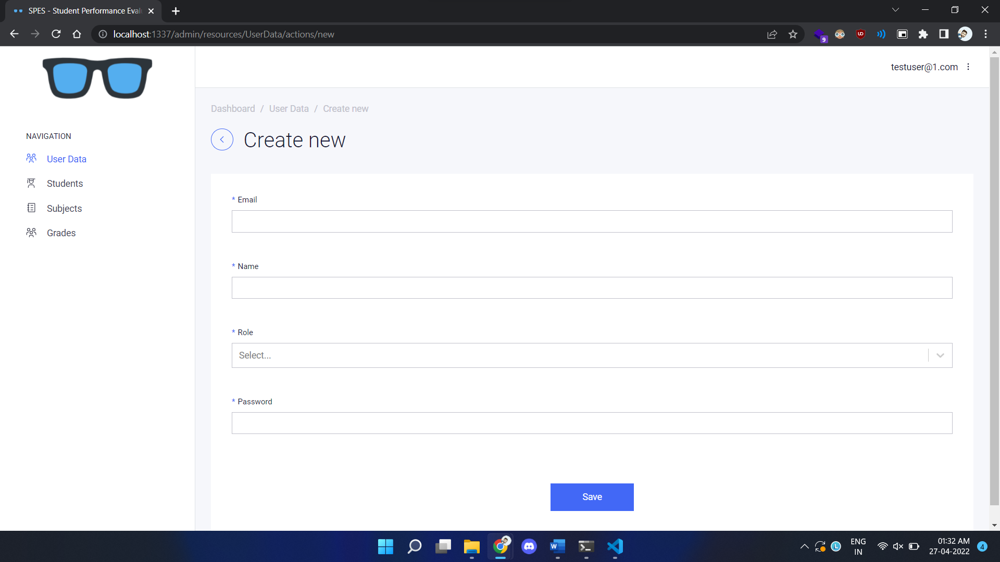 SPES - Student Performance Eval
localhost:1337/admin/resources/UserData/actions/new
9
testuser@1.com
Dashboard / User Data / Create new
Create new
NAVIGATION
User Data
Students
Subjects
Grades
* Email
* Name
* Role
Select...
* Password
Save
ENG
IN
01:32 AM
27-04-2022
4